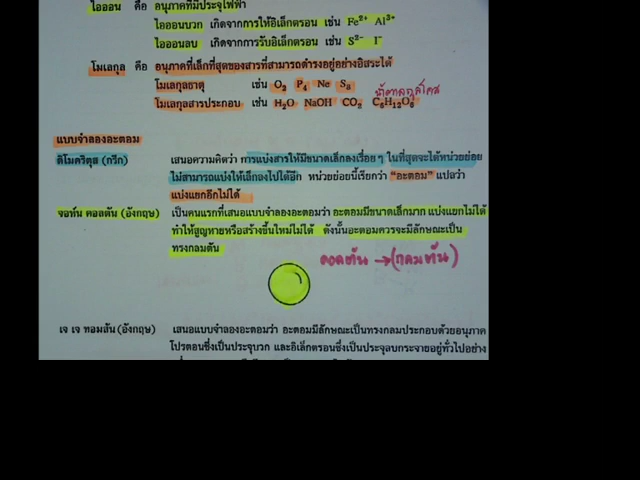 ไอออน คือ อนุภาคที่มีประจุไฟฟ้า
ไอออนบวก เกิดจากการให้อิเล็กตรอน เช่น Fe²⁺ Al³⁺
ไอออนลบ เกิดจากการรับอิเล็กตรอน เช่น S²⁻ I⁻
โมเลกุล คือ อนุภาคที่เล็กที่สุดของสารที่สามารถดำรงอยู่อย่างอิสระได้
โมเลกุลธาตุ เช่น O₂ P₄ Ne S₈
น้ำตาลกลูโคส
โมเลกุลสารประกอบ เช่น H₂O NaOH CO₂ C₆H₁₂O₆
แบบจำลองอะตอม
ดิโมคริตุส (กรีก) เสนอความคิดว่า การแบ่งสารให้มีขนาดเล็กลงเรื่อย ๆ ในที่สุดจะได้หน่วยย่อย
ไม่สามารถแบ่งให้เล็กลงไปได้อีก หน่วยย่อยนี้เรียกว่า "อะตอม" แปลว่า
แบ่งแยกอีกไม่ได้
จอห์น ดอลตัน (อังกฤษ) เป็นคนแรกที่เสนอแบบจำลองอะตอมว่า อะตอมมีขนาดเล็กมาก แบ่งแยกไม่ได้
ทำให้สูญหายหรือสร้างขึ้นใหม่ไม่ได้ ดังนั้นอะตอมควรจะมีลักษณะเป็น
ทรงกลมตัน
ดอลตัน → (กลมตัน)
เจ เจ ทอมสัน (อังกฤษ) เสนอแบบจำลองอะตอมว่า อะตอมมีลักษณะเป็นทรงกลมประกอบด้วยอนุภาค
โปรตอนซึ่งเป็นประจุบวก และอิเล็กตรอนซึ่งเป็นประจุลบกระจายอยู่ทั่วไปอย่าง